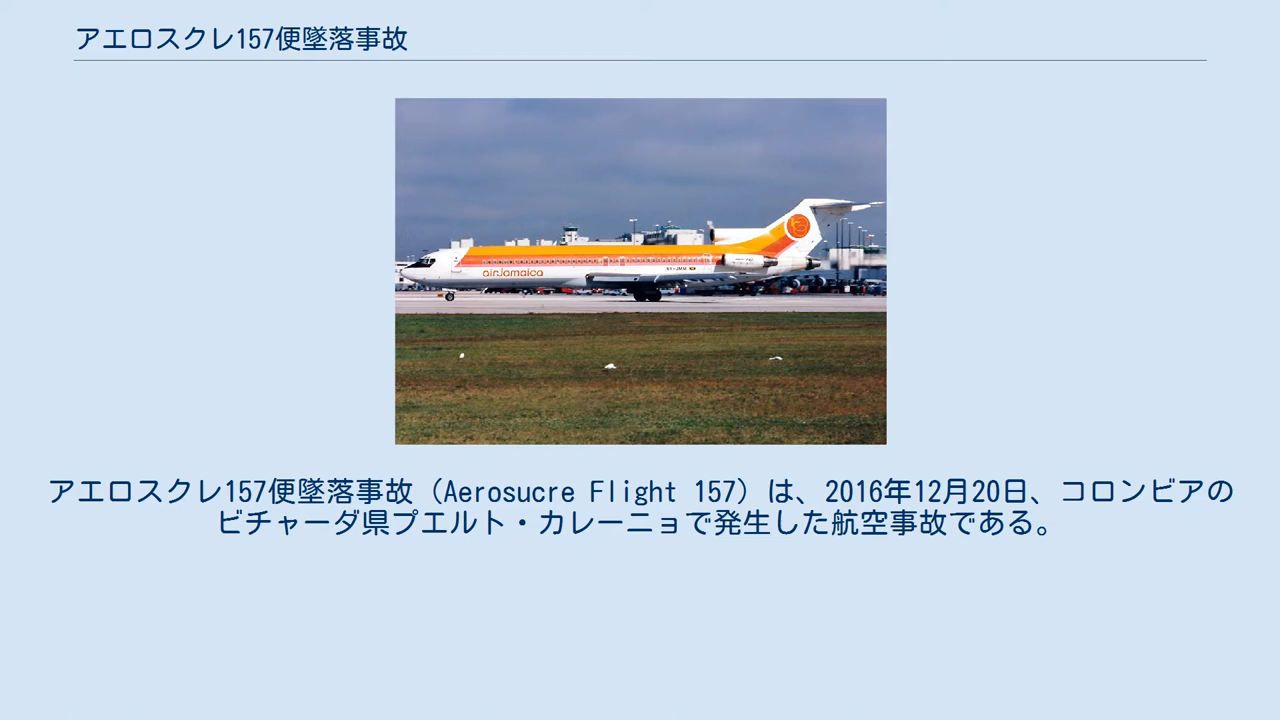 アエロスクレ157便墜落事故
airJamaica
アエロスクレ157便墜落事故（Aerosucre Flight 157）は、2016年12月20日、コロンビアの
ビチャーダ県プエルト・カレーニョで発生した航空事故である。